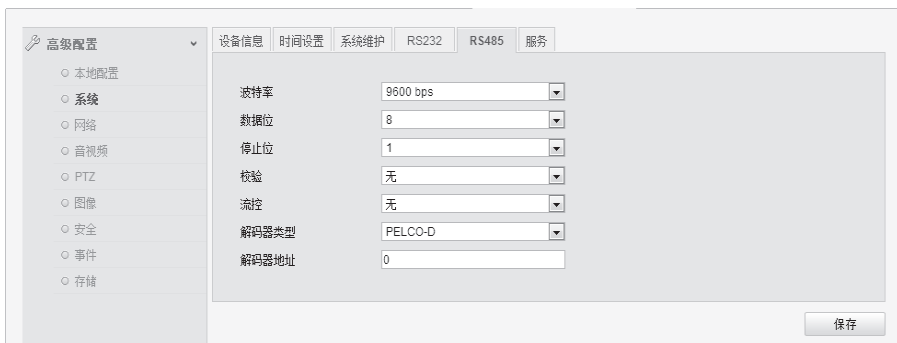 高级配置
本地配置
系统
网络
音视频
PTZ
图像
安全
事件
存储
设备信息 时间设置 系统维护 RS232 RS485 服务
波特率 9600 bps
数据位 8
停止位 1
校验 无
流控 无
解码器类型 PELCO-D
解码器地址 0
保存